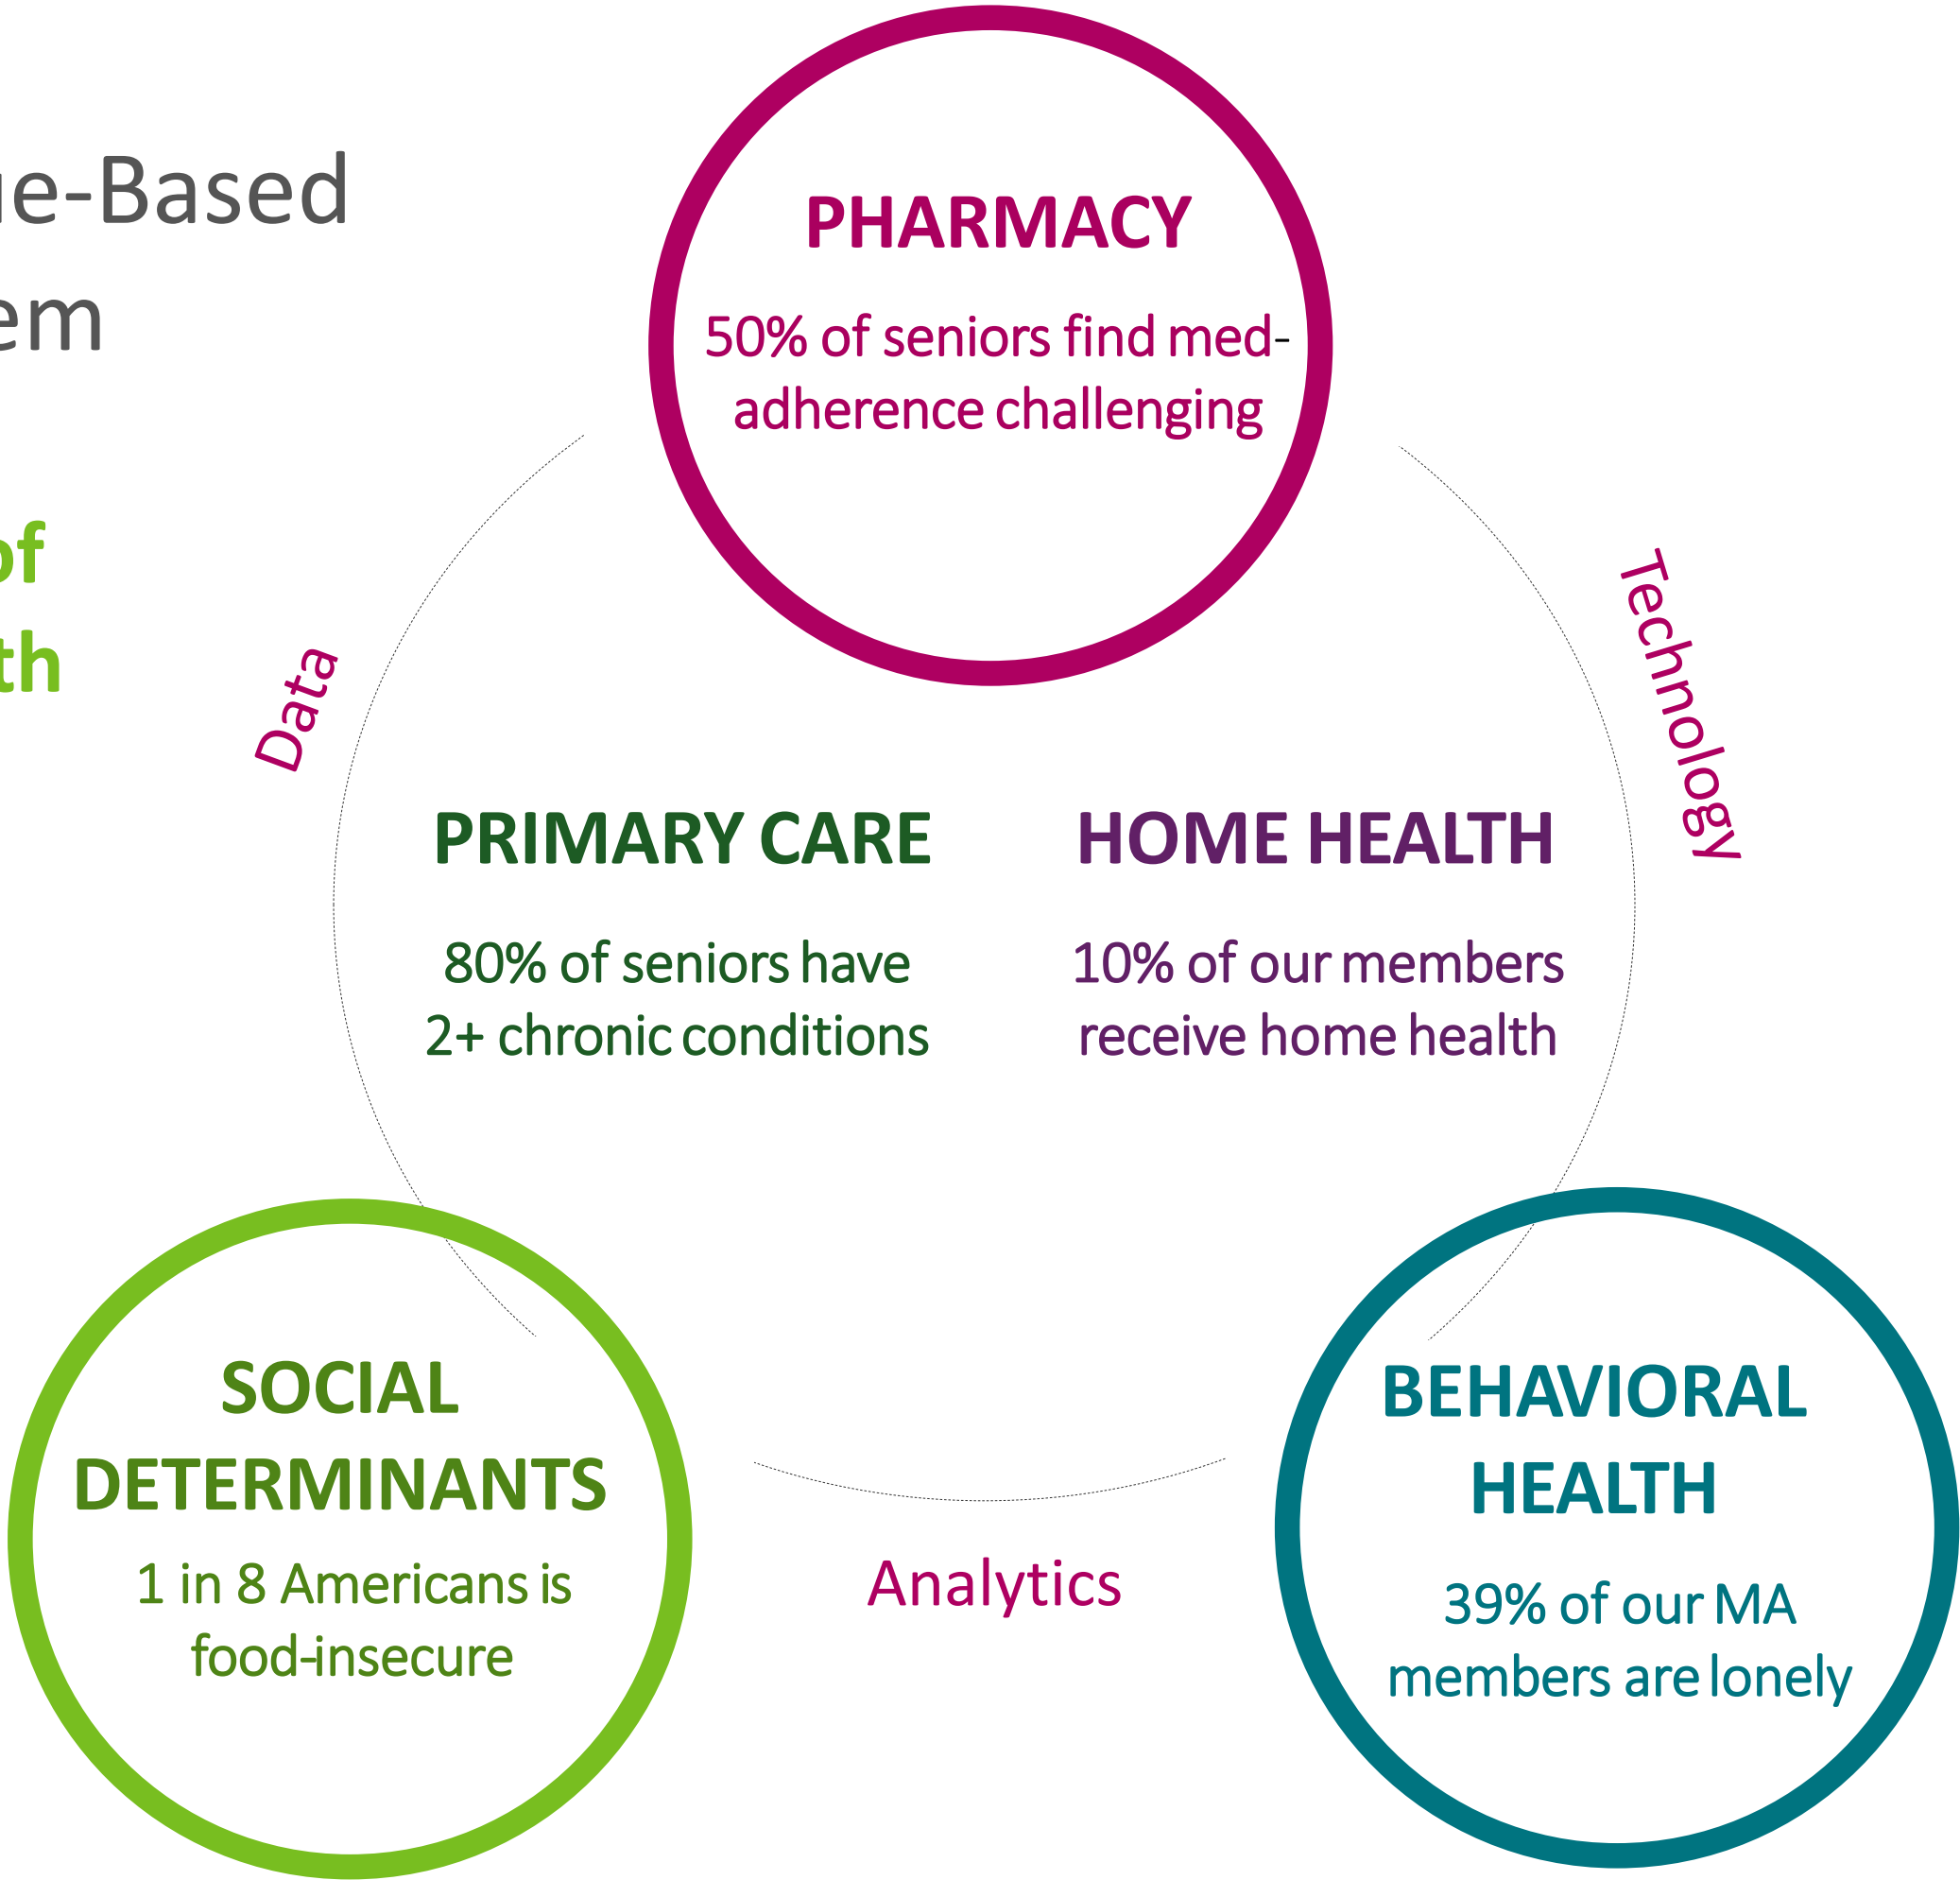 e-Based
em
of
th
PHARMACY
50% of seniors find med-
adherence challenging
Data
Technology
PRIMARY CARE
80% of seniors have
2+ chronic conditions
HOME HEALTH
10% of our members
receive home health
SOCIAL
DETERMINANTS
1 in 8 Americans is
food-insecure
Analytics
BEHAVIORAL
HEALTH
39% of our MA
members are lonely